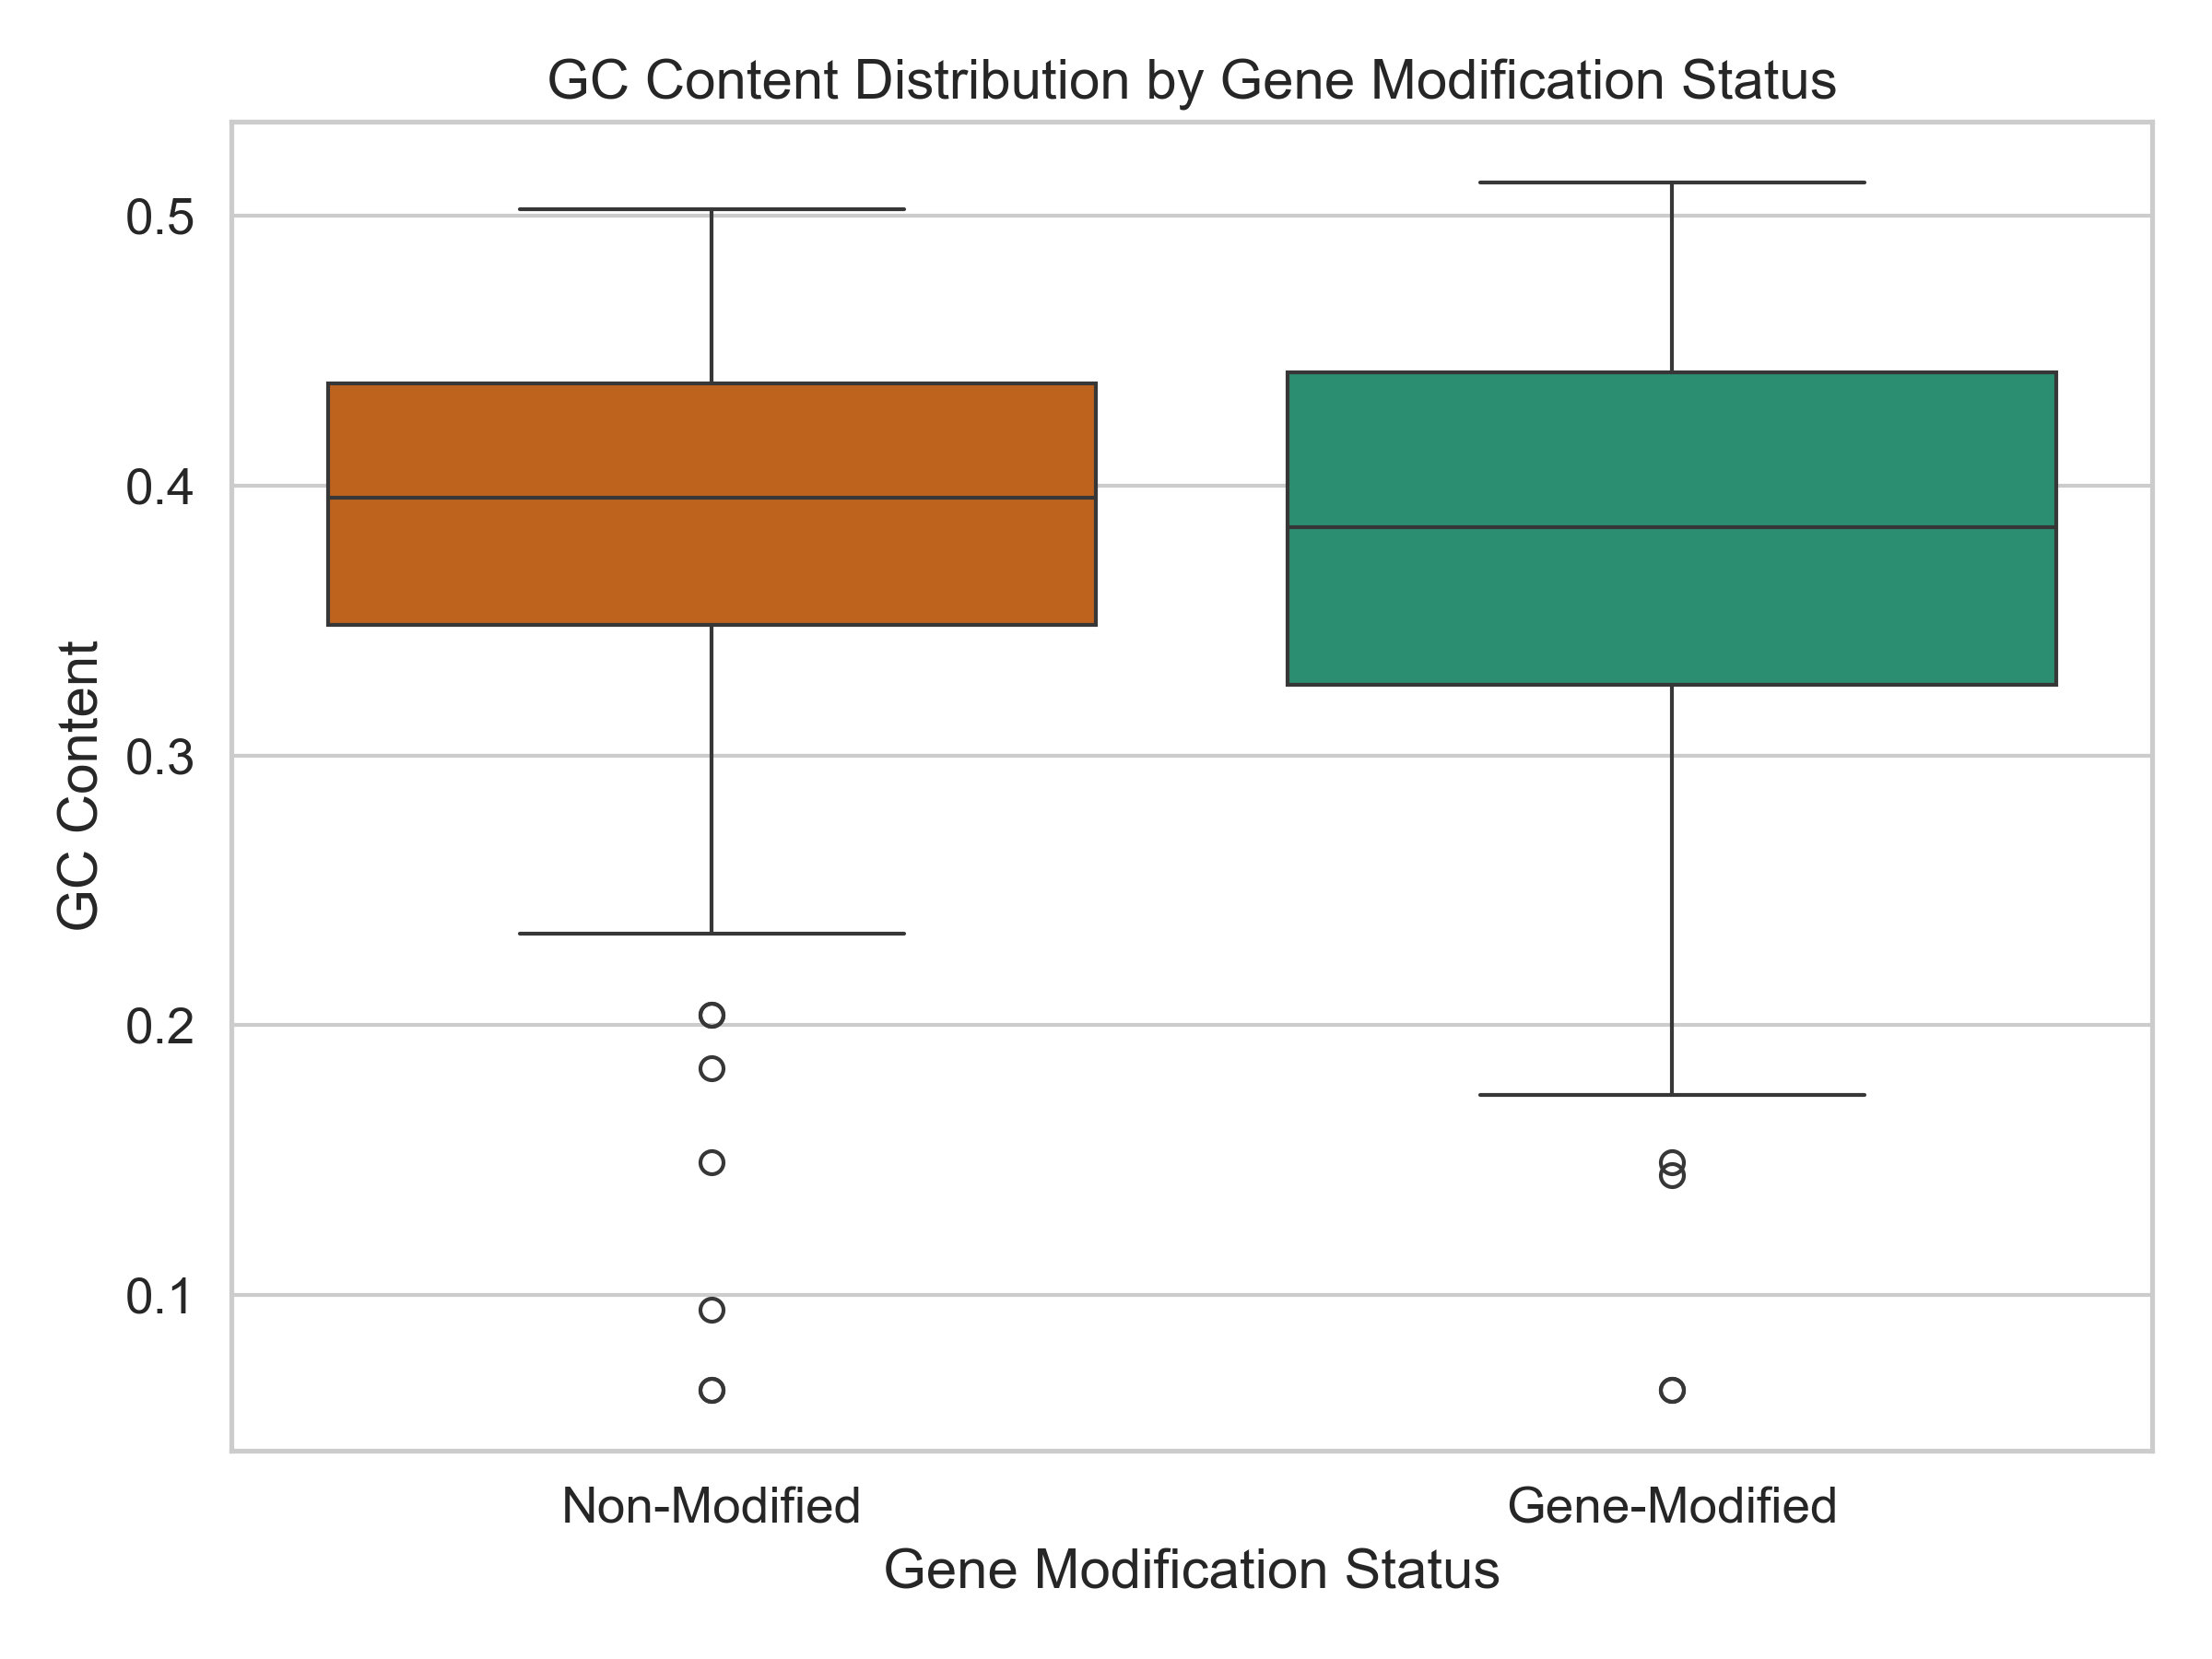 GC Content Distribution by Gene Modification Status
0.5
0.4
0.3
0.2
0.1
GC Content
Non-Modified
Gene-Modified
Gene Modification Status